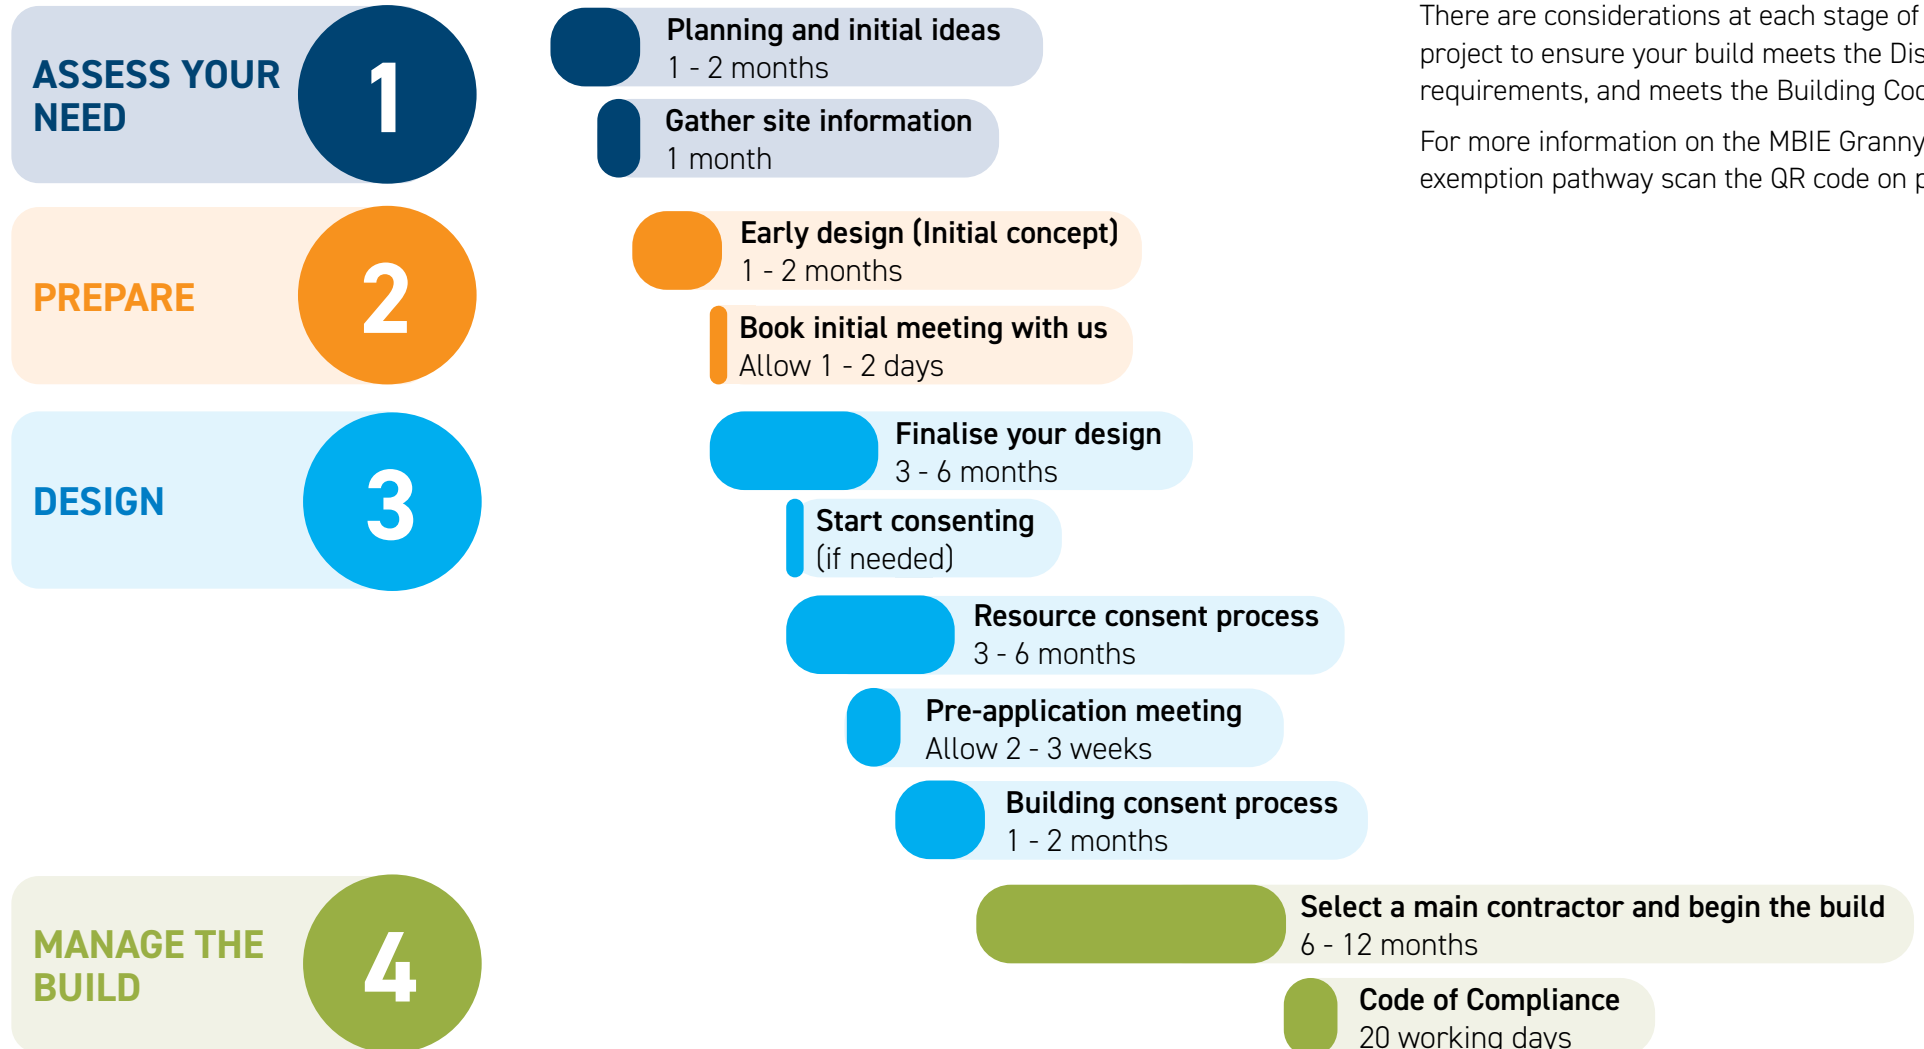 ASSESS YOUR
NEED
1
Planning and initial ideas
1 - 2 months
Gather site information
1 month
There are considerations at each stage of
project to ensure your build meets the
requirements, and meets the Building
For more information on the MBIE Granny
exemption pathway scan the QR code on
PREPARE
2
Early design (Initial concept)
1 - 2 months
Book initial meeting with us
Allow 1 - 2 days
DESIGN
3
Finalise your design
3 - 6 months
Start consenting
(if needed)
Resource consent process
3 - 6 months
Pre-application meeting
Allow 2 - 3 weeks
Building consent process
1 - 2 months
MANAGE THE
BUILD
4
Select a main contractor and begin the build
6 - 12 months
Code of Compliance
20 working days